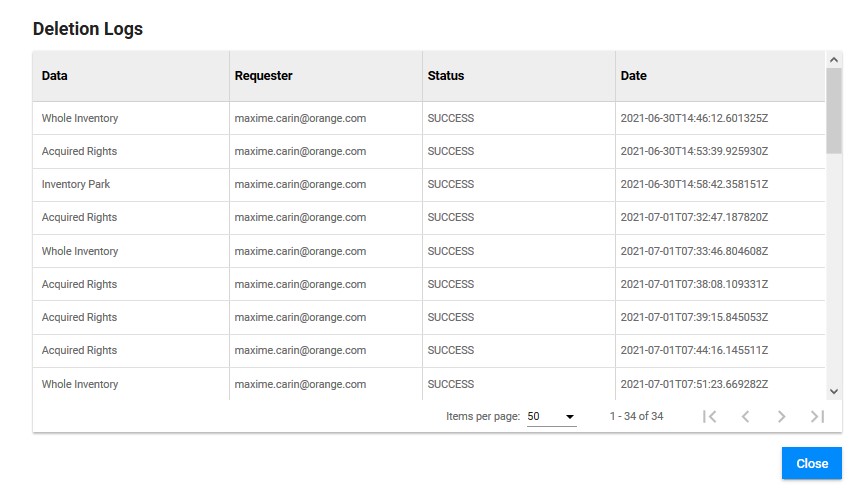 Deletion Logs
Data Requester Status Date
Whole Inventory maxime.carin@orange.com SUCCESS 2021-06-30T14:46:12.601325Z
Acquired Rights maxime.carin@orange.com SUCCESS 2021-06-30T14:53:39.925930Z
Inventory Park maxime.carin@orange.com SUCCESS 2021-06-30T14:58:42.358151Z
Acquired Rights maxime.carin@orange.com SUCCESS 2021-07-01T07:32:47.187820Z
Whole Inventory maxime.carin@orange.com SUCCESS 2021-07-01T07:33:46.804608Z
Acquired Rights maxime.carin@orange.com SUCCESS 2021-07-01T07:38:08.109331Z
Acquired Rights maxime.carin@orange.com SUCCESS 2021-07-01T07:39:15.845053Z
Acquired Rights maxime.carin@orange.com SUCCESS 2021-07-01T07:44:16.145511Z
Whole Inventory maxime.carin@orange.com SUCCESS 2021-07-01T07:51:23.669282Z
Items per page: 50 1 - 34 of 34
Close